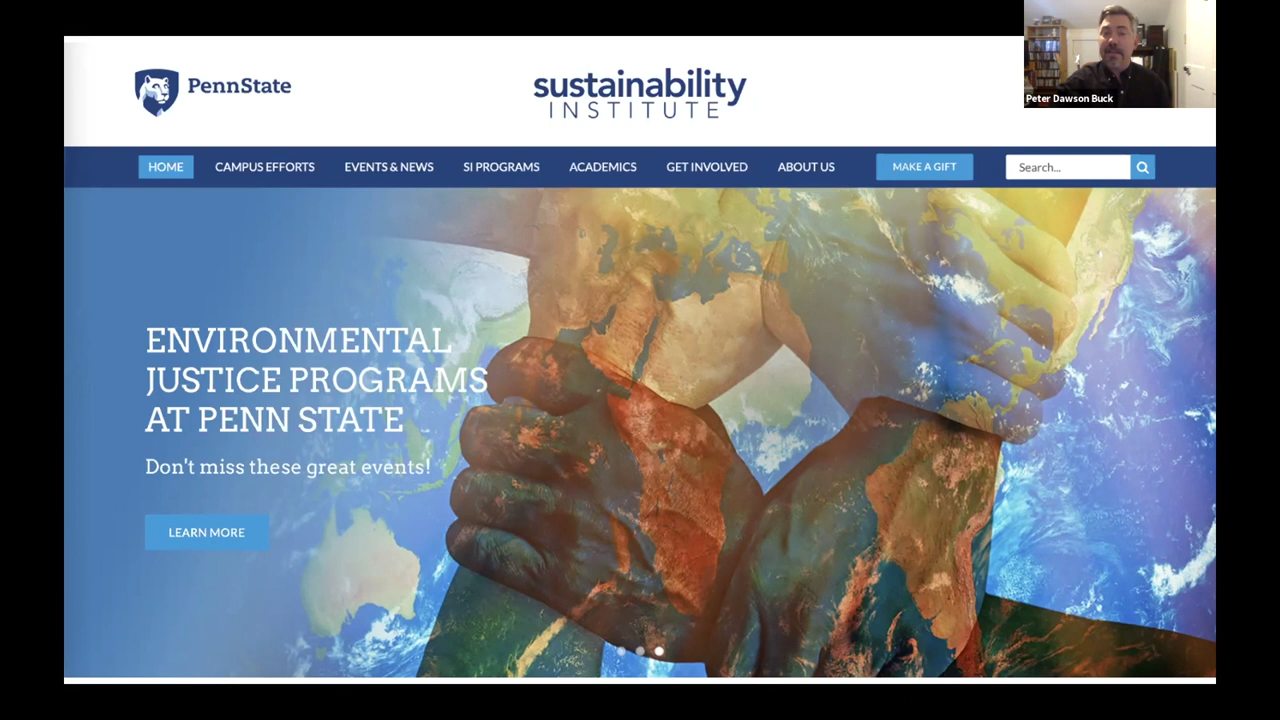 PennState
sustainability
INSTITUTE
Peter Dawson Buck
HOME CAMPUS EFFORTS EVENTS & NEWS SI PROGRAMS ACADEMICS GET INVOLVED ABOUT US MAKE A GIFT Search...
ENVIRONMENTAL
JUSTICE PROGRAMS
AT PENN STATE
Don't miss these great events!
LEARN MORE